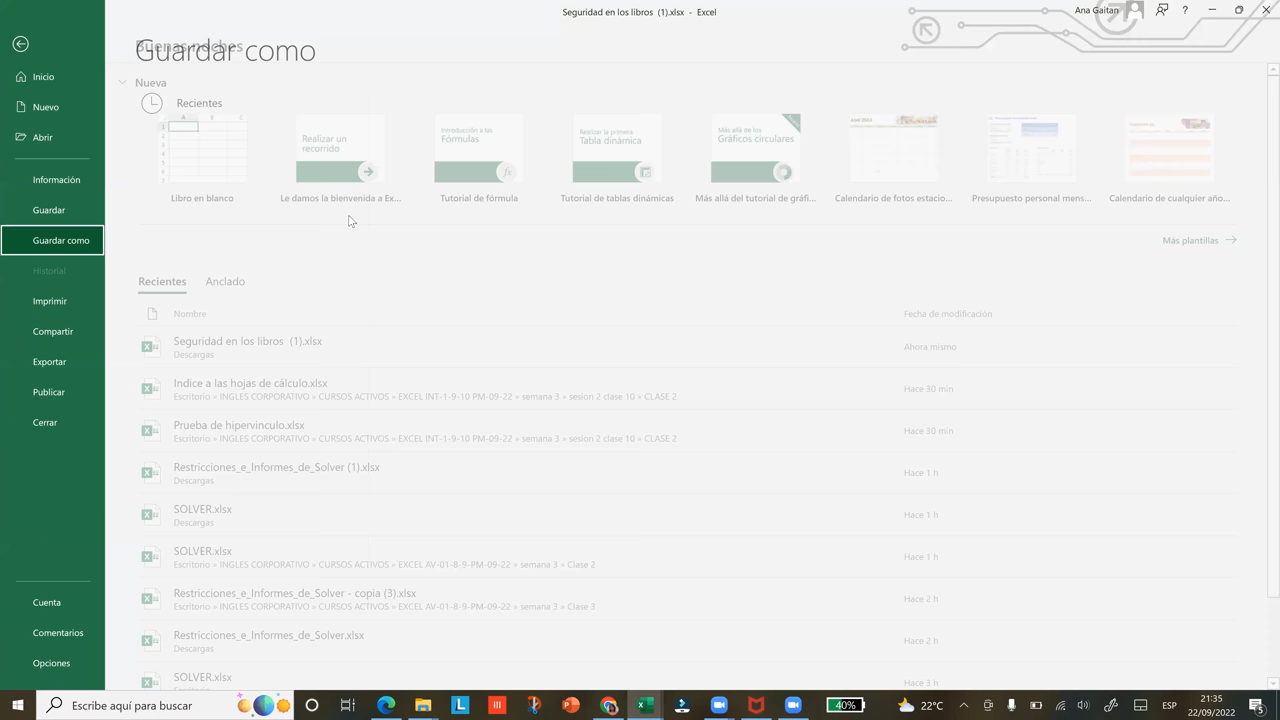 Seguridad en los libros (1).xlsx - Excel
Ana Gaitan
?
Buenas noches
Guardar como
Inicio
Nuevo
Abrir
Información
Guardar
Guardar como
Historial
Imprimir
Compartir
Exportar
Publicar
Cerrar
Cuenta
Comentarios
Opciones
Nueva
Recientes
A B C
Realizar un
recorrido
Introducción a las
Fórmulas
fx
Realizar la primera
Tabla dinámica
Más allá de los
Gráficos circulares
Libro en blanco
Le damos la bienvenida a Ex...
Tutorial de fórmula
Tutorial de tablas dinámicas
Más allá del tutorial de gráfi...
Calendario de fotos estacio...
Presupuesto personal mens...
Calendario de cualquier año...
Más plantillas
Recientes Anclado
Nombre Fecha de modificación
Seguridad en los libros (1).xlsx
Descargas
Ahora mismo
Indice a las hojas de cálculo.xlsx
Escritorio » INGLES CORPORATIVO » CURSOS ACTIVOS » EXCEL INT-1-9-10 PM-09-22 » semana 3 » sesion 2 clase 10 » CLASE 2
Hace 30 min
Prueba de hipervinculo.xlsx
Escritorio » INGLES CORPORATIVO » CURSOS ACTIVOS » EXCEL INT-1-9-10 PM-09-22 » semana 3 » sesion 2 clase 10 » CLASE 2
Hace 30 min
Restricciones_e_Informes_de_Solver (1).xlsx
Descargas
Hace 1 h
SOLVER.xlsx
Descargas
Hace 1 h
SOLVER.xlsx
Escritorio » INGLES CORPORATIVO » CURSOS ACTIVOS » EXCEL AV-01-8-9-PM-09-22 » semana 3 » Clase 2
Hace 1 h
Restricciones_e_Informes_de_Solver - copia (3).xlsx
Escritorio » INGLES CORPORATIVO » CURSOS ACTIVOS » EXCEL AV-01-8-9-PM-09-22 » semana 3 » Clase 3
Hace 2 h
Restricciones_e_Informes_de_Solver.xlsx
Descargas
Hace 2 h
SOLVER.xlsx
Hace 3 h
Escribe aquí para buscar
40%
22°C
ESP
21:35
22/09/2022